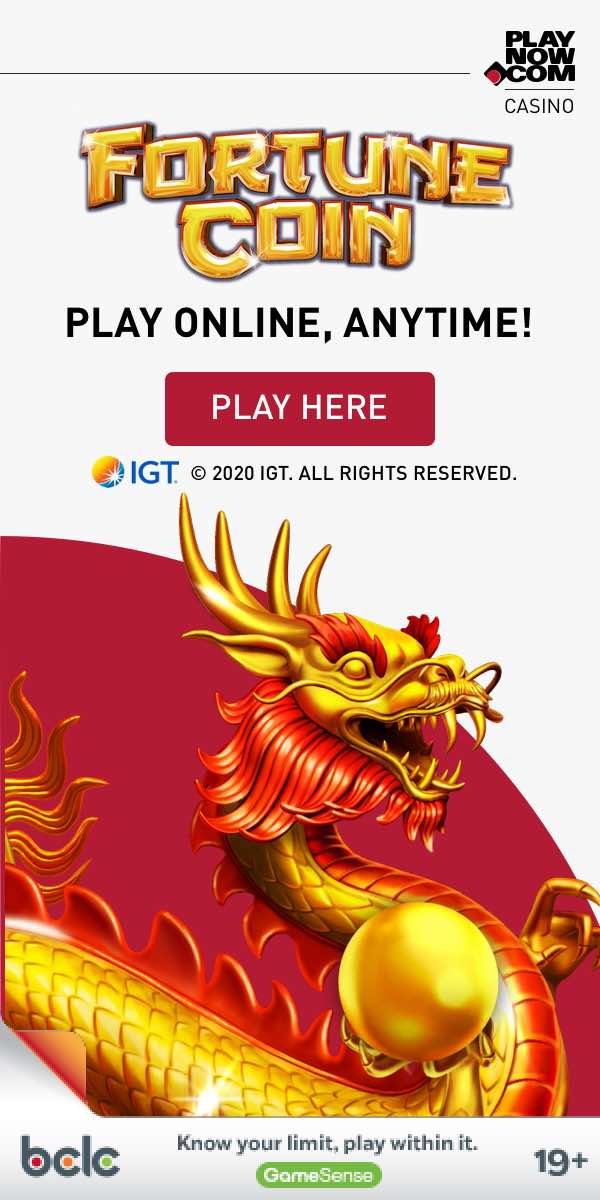 PLAY
NOW
.COM
CASINO
FORTUNE
COIN
PLAY ONLINE, ANYTIME!
PLAY HERE
IGT © 2020 IGT. ALL RIGHTS RESERVED.
bclc
Know your limit, play within it.
GameSense
19+